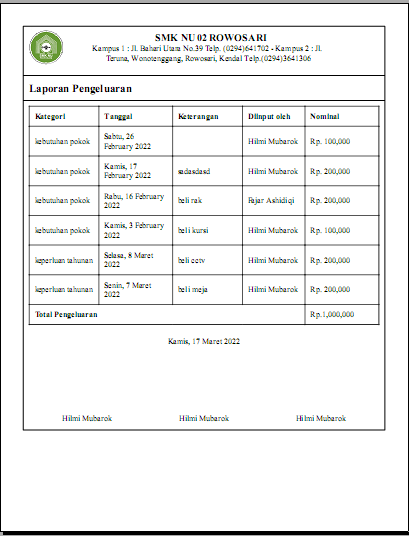 SMK NU 02 ROWOSARI
Kampus 1 : Jl. Bahari Utara No.39 Telp. (0294)641702 - Kampus 2 : Jl.
Teruna, Wonotenggang, Rowosari, Kendal Telp.(0294)3641306
Laporan Pengeluaran
Kategori Tanggal Keterangan Diinput oleh Nominal
kebutuhan pokok Sabtu, 26 February 2022 Hilmi Mubarok Rp. 100,000
kebutuhan pokok Kamis, 17 February 2022 sadasdasd Hilmi Mubarok Rp. 200,000
kebutuhan pokok Rabu, 16 February 2022 beli rak Fajar Ashidiqi Rp. 200,000
kebutuhan pokok Kamis, 3 February 2022 beli kursi Hilmi Mubarok Rp. 100,000
keperluan tahunan Selasa, 8 Maret 2022 beli cctv Hilmi Mubarok Rp. 200,000
keperluan tahunan Senin, 7 Maret 2022 beli meja Hilmi Mubarok Rp. 200,000
Total Pengeluaran Rp.1,000,000
Kamis, 17 Maret 2022
Hilmi Mubarok Hilmi Mubarok Hilmi Mubarok